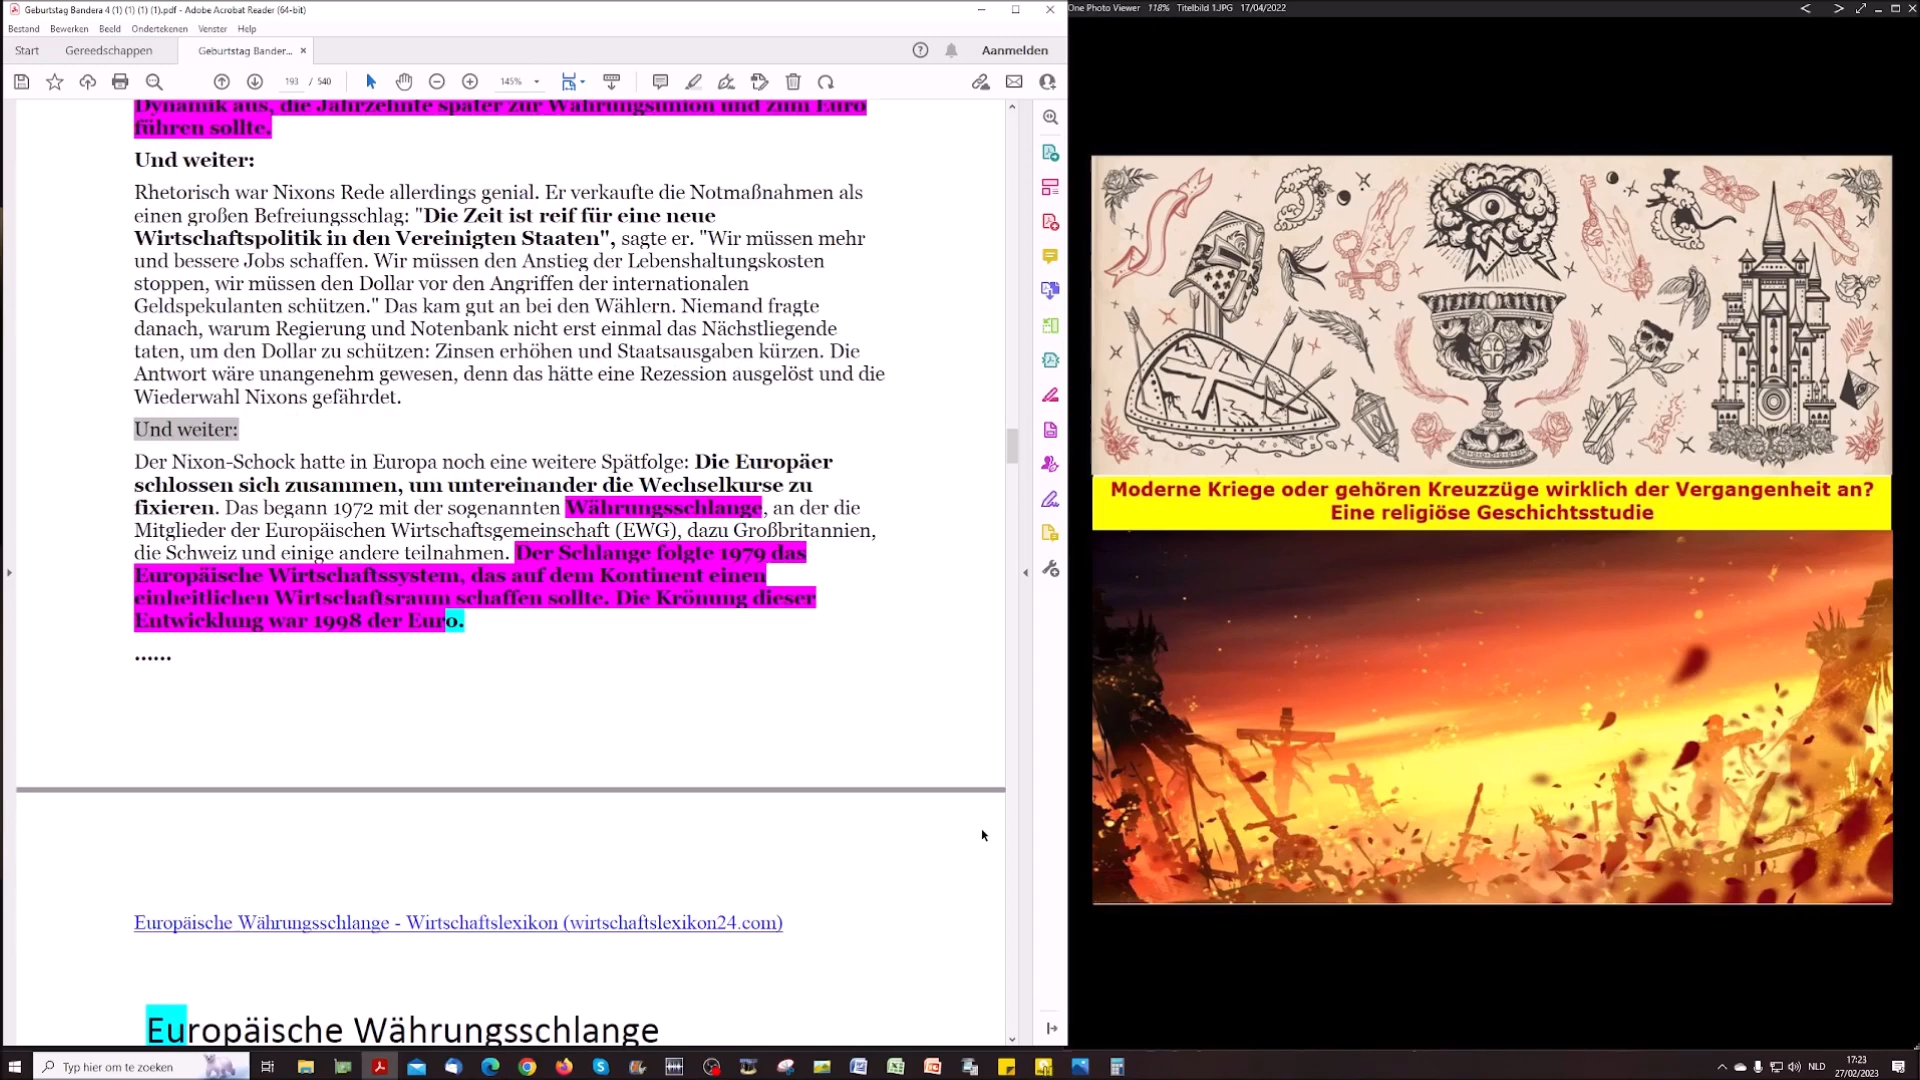 Geburtstag Bandera 4 (1) (1) (1) (1).pdf - Adobe Acrobat Reader (64-bit)
Bestand Bewerken Beeld Ondertekenen Venster Help
Start Gereedschappen Geburtstag Bander... × Aanmelden
193 / 540 145%
Dynamik aus, die Jahrzehnte später zur Währungsunion und zum Euro
führen sollte.
Und weiter:
Rhetorisch war Nixons Rede allerdings genial. Er verkaufte die Notmaßnahmen als
einen großen Befreiungsschlag: "Die Zeit ist reif für eine neue
Wirtschaftspolitik in den Vereinigten Staaten", sagte er. "Wir müssen mehr
und bessere Jobs schaffen. Wir müssen den Anstieg der Lebenshaltungskosten
stoppen, wir müssen den Dollar vor den Angriffen der internationalen
Geldspekulanten schützen." Das kam gut an bei den Wählern. Niemand fragte
danach, warum Regierung und Notenbank nicht erst einmal das Nächstliegende
taten, um den Dollar zu schützen: Zinsen erhöhen und Staatsausgaben kürzen. Die
Antwort wäre unangenehm gewesen, denn das hätte eine Rezession ausgelöst und die
Wiederwahl Nixons gefährdet.
Und weiter:
Der Nixon-Schock hatte in Europa noch eine weitere Spätfolge: Die Europäer
schlossen sich zusammen, um untereinander die Wechselkurse zu
fixieren. Das begann 1972 mit der sogenannten Währungsschlange, an der die
Mitglieder der Europäischen Wirtschaftsgemeinschaft (EWG), dazu Großbritannien,
die Schweiz und einige andere teilnahmen. Der Schlange folgte 1979 das
Europäische Wirtschaftssystem, das auf dem Kontinent einen
einheitlichen Wirtschaftsraum schaffen sollte. Die Krönung dieser
Entwicklung war 1998 der Euro.
......
Europäische Währungsschlange - Wirtschaftslexikon (wirtschaftslexikon24.com)
Europäische Währungsschlange
One Photo Viewer 118% Titelbild 1.JPG 17/04/2022
Moderne Kriege oder gehören Kreuzzüge wirklich der Vergangenheit an?
Eine religiöse Geschichtsstudie
Typ hier om te zoeken
NLD
17:23
27/02/2023